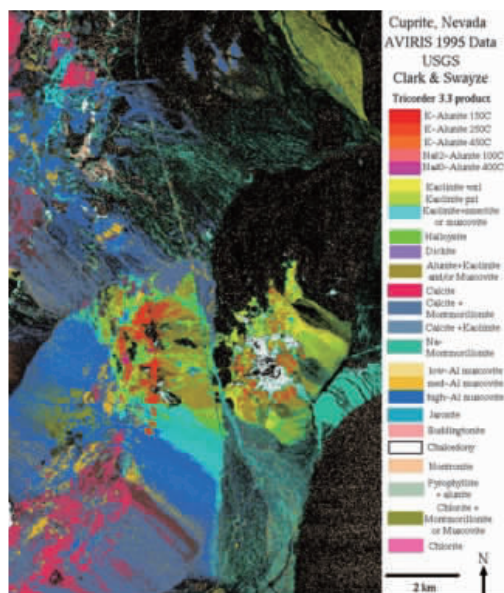 Cuprite, Nevada
AVIRIS 1995 Data
USGS
Clark & Swayze
Tricorder 3.3 product
K-Alunite 150C
K-Alunite 250C
K-Alunite 450C
Na82-Alunite 100C
Na40-Alunite 400C
Kaolinite wxl
Kaolinite pxl
Kaolinite+smectite
or muscovite
Halloysite
Dickite
Alunite+Kaolinite
and/or Muscovite
Calcite
Calcite +
Montmorillonite
Calcite +Kaolinite
Na-
Montmorillonite
low-Al muscovite
med-Al muscovite
high-Al muscovite
Jarosite
Buddingtonite
Chalcedony
Nontronite
Pyrophyllite
+ alunite
Chlorite +
Montmorillonite
or Muscovite
Chlorite
N
2 km